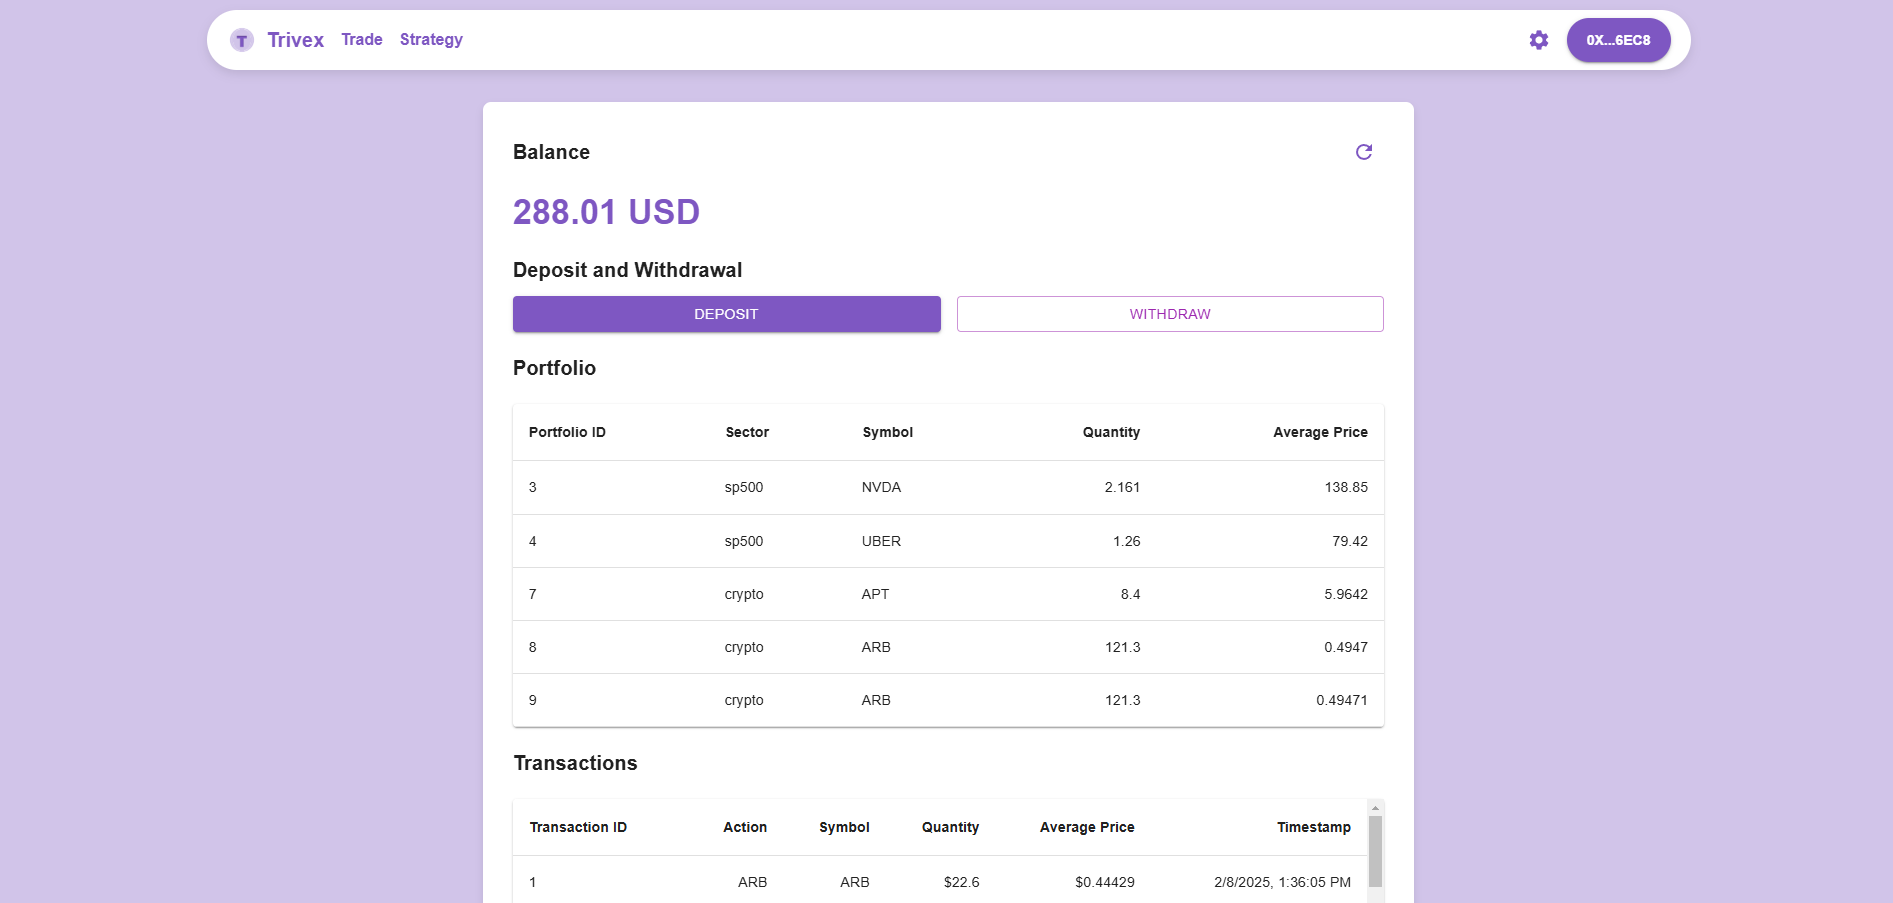 T Trivex Trade Strategy 0X...6EC8
Balance
288.01 USD
Deposit and Withdrawal
DEPOSIT WITHDRAW
Portfolio
Portfolio ID Sector Symbol Quantity Average Price
3 sp500 NVDA 2.161 138.85
4 sp500 UBER 1.26 79.42
7 crypto APT 8.4 5.9642
8 crypto ARB 121.3 0.4947
9 crypto ARB 121.3 0.49471
Transactions
Transaction ID Action Symbol Quantity Average Price Timestamp
1 ARB ARB $22.6 $0.44429 2/8/2025, 1:36:05 PM